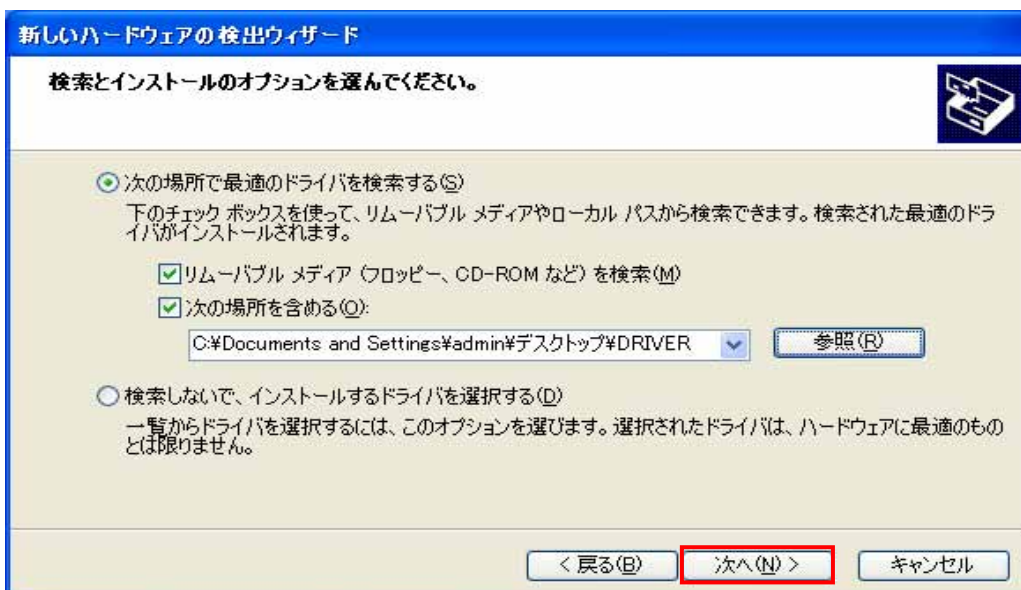 新しいハードウェアの検出ウィザード
検索とインストールのオプションを選んでください。
次の場所で最適のドライバを検索する(S)
下のチェック ボックスを使って、リムーバブル メディアやローカル パスから検索できます。検索された最適のドラ
イバがインストールされます。
リムーバブル メディア (フロッピー、CD-ROM など) を検索(M)
次の場所を含める(O):
C:¥Documents and Settings¥admin¥デスクトップ¥DRIVER
参照(R)
検索しないで、インストールするドライバを選択する(D)
一覧からドライバを選択するには、このオプションを選びます。選択されたドライバは、ハードウェアに最適のもの
とは限りません。
< 戻る(B)
次へ(N) >
キャンセル